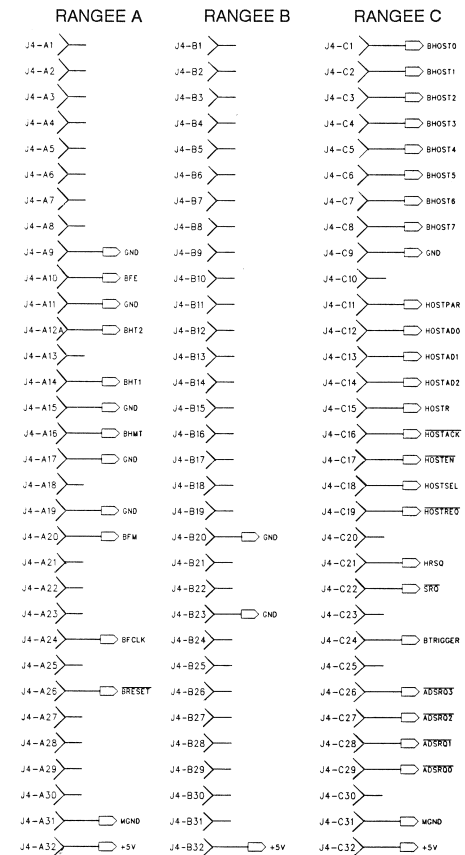 RANGEE A RANGEE B RANGEE C
J4-A1 J4-B1 J4-C1 BHOST0
J4-A2 J4-B2 J4-C2 BHOST1
J4-A3 J4-B3 J4-C3 BHOST2
J4-A4 J4-B4 J4-C4 BHOST3
J4-A5 J4-B5 J4-C5 BHOST4
J4-A6 J4-B6 J4-C6 BHOST5
J4-A7 J4-B7 J4-C7 BHOST6
J4-A8 J4-B8 J4-C8 BHOST7
J4-A9 GND J4-B9 J4-C9 GND
J4-A10 BFE J4-B10 J4-C10
J4-A11 GND J4-B11 J4-C11 HOSTPAR
J4-A12A BHT2 J4-B12 J4-C12 HOSTAD0
J4-A13 J4-B13 J4-C13 HOSTAD1
J4-A14 BHT1 J4-B14 J4-C14 HOSTAD2
J4-A15 GND J4-B15 J4-C15 HOSTR
J4-A16 BHMT J4-B16 J4-C16 HOSTACK
J4-A17 GND J4-B17 J4-C17 HOSTEN
J4-A18 J4-B18 J4-C18 HOSTSEL
J4-A19 GND J4-B19 J4-C19 HOSTREQ
J4-A20 BFM J4-B20 GND J4-C20
J4-A21 J4-B21 J4-C21 HRSQ
J4-A22 J4-B22 J4-C22 SRQ
J4-A23 J4-B23 GND J4-C23
J4-A24 BFCLK J4-B24 J4-C24 BTRIGGER
J4-A25 J4-B25 J4-C25
J4-A26 BRESET J4-B26 J4-C26 ADSRQ3
J4-A27 J4-B27 J4-C27 ADSRQ2
J4-A28 J4-B28 J4-C28 ADSRQ1
J4-A29 J4-B29 J4-C29 ADSRQ0
J4-A30 J4-B30 J4-C30
J4-A31 MGND J4-B31 J4-C31 MGND
J4-A32 +5V J4-B32 +5V J4-C32 +5V